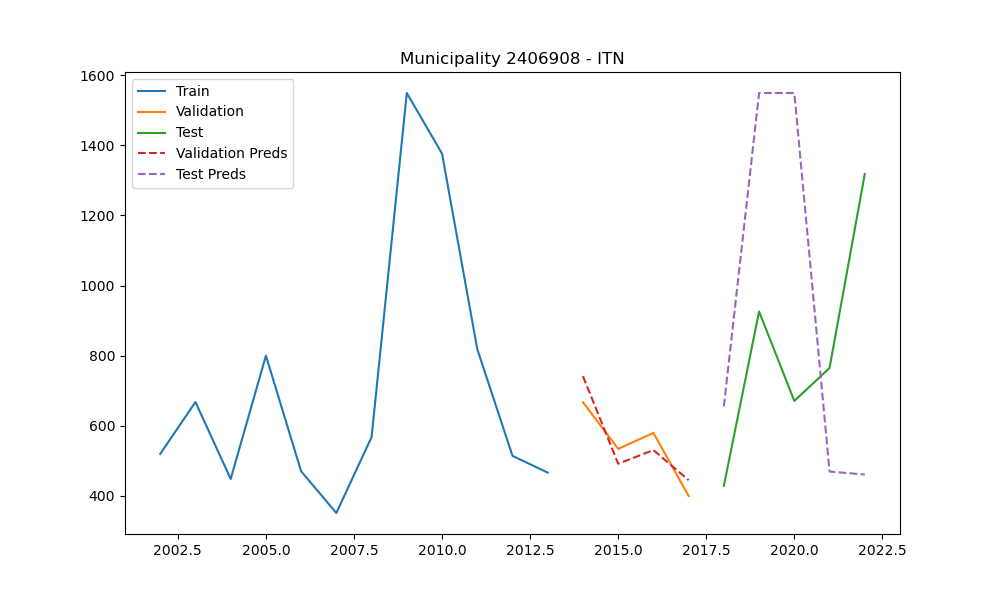 Municipality 2406908 - ITN
1600
1400
1200
1000
800
600
400
Train
Validation
Test
Validation Preds
Test Preds
2002.5 2005.0 2007.5 2010.0 2012.5 2015.0 2017.5 2020.0 2022.5